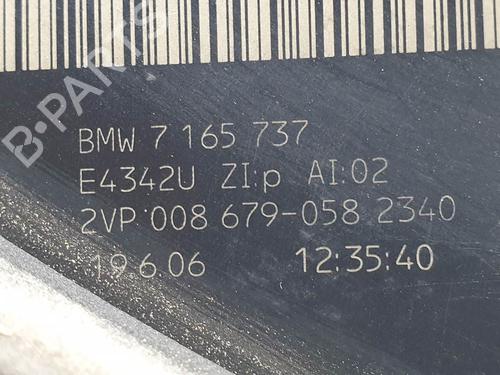 B-PARTS
BMW 7 165 737
E4342U ZI:p AI:02
2VP 008 679-058 2340
19.6.06 12:35:40